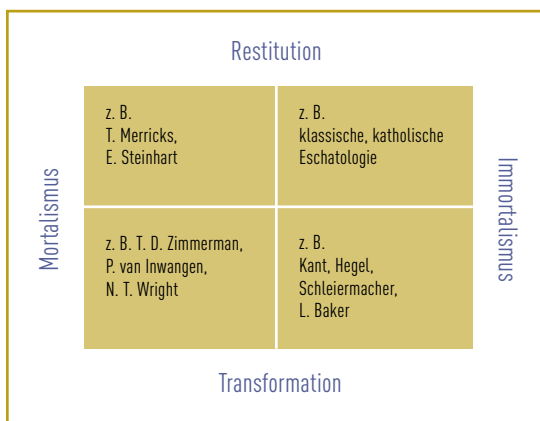 Restitution
z. B.
T. Merricks,
E. Steinhart
z. B.
klassische, katholische
Eschatologie
Mortalismus
Immortalismus
z. B. T. D. Zimmerman,
P. van Inwangen,
N. T. Wright
z. B.
Kant, Hegel,
Schleiermacher,
L. Baker
Transformation